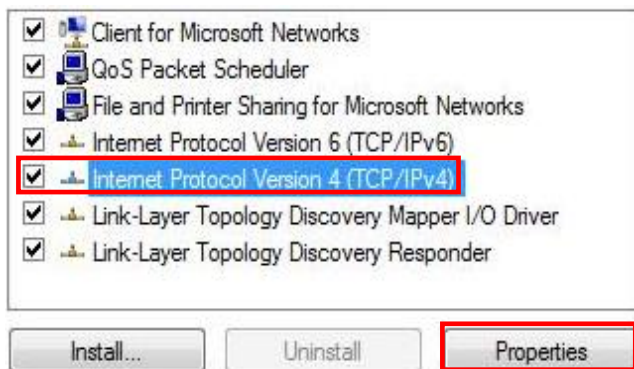 Client for Microsoft Networks
QoS Packet Scheduler
File and Printer Sharing for Microsoft Networks
Internet Protocol Version 6 (TCP/IPv6)
Internet Protocol Version 4 (TCP/IPv4)
Link-Layer Topology Discovery Mapper I/O Driver
Link-Layer Topology Discovery Responder
Install... Uninstall Properties